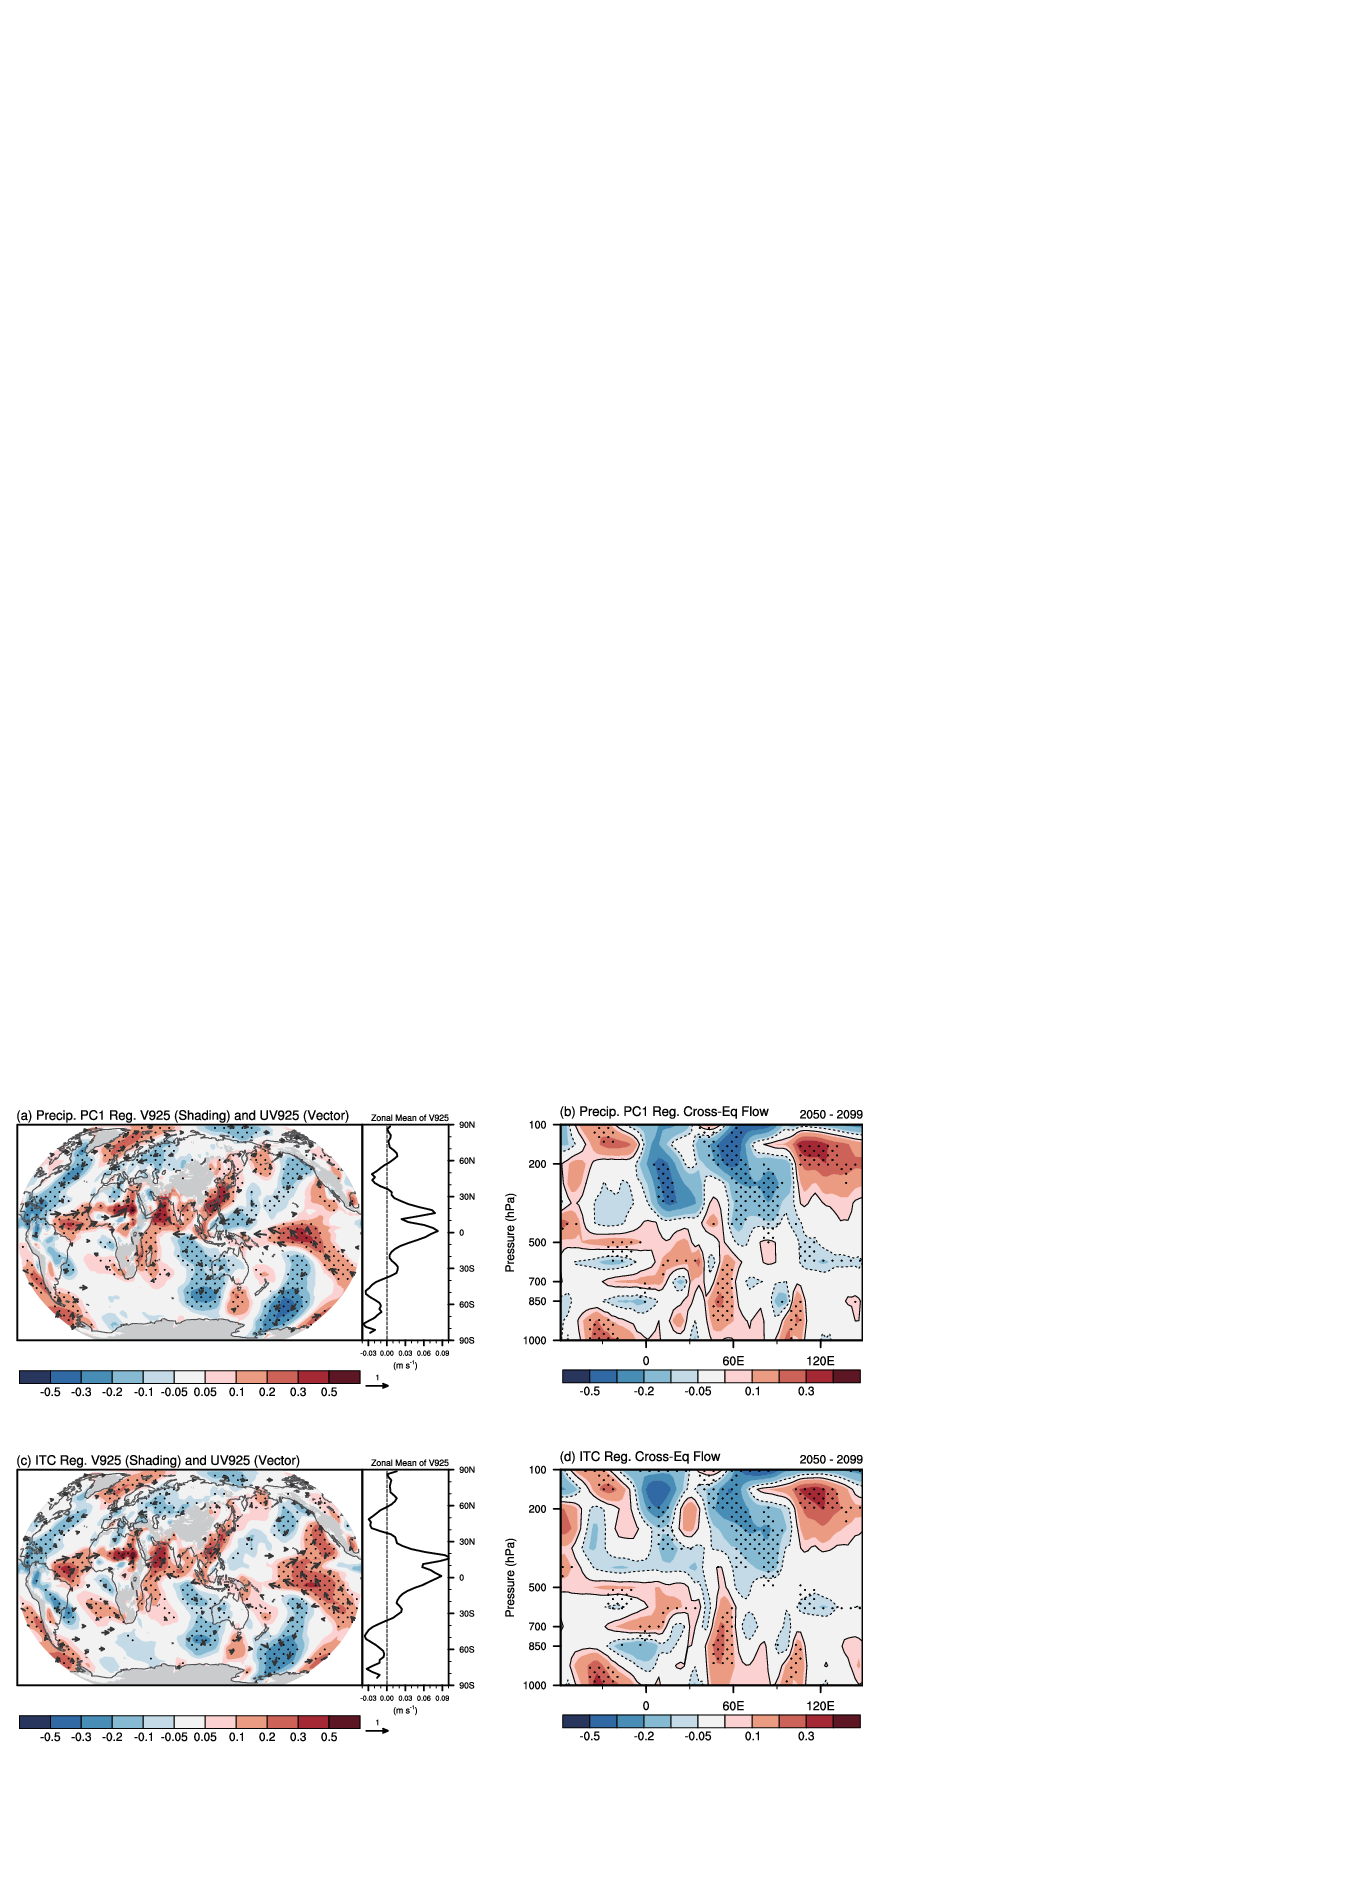 (a) Precip. PC1 Reg. V925 (Shading) and UV925 (Vector)
Zonal Mean of V925
90N
60N
30N
0
30S
60S
90S
-0.03 0.00 0.03 0.06 0.09
(m s-1)
-0.5 -0.3 -0.2 -0.1 -0.05 0.05 0.1 0.2 0.3 0.5
1
(b) Precip. PC1 Reg. Cross-Eq Flow 2050 - 2099
Pressure (hPa)
100
200
500
700
850
1000
0 60E 120E
-0.5 -0.2 -0.05 0.1 0.3
(c) ITC Reg. V925 (Shading) and UV925 (Vector)
Zonal Mean of V925
90N
60N
30N
0
30S
60S
90S
-0.03 0.00 0.03 0.06 0.09
(m s-1)
-0.5 -0.3 -0.2 -0.1 -0.05 0.05 0.1 0.2 0.3 0.5
1
(d) ITC Reg. Cross-Eq Flow 2050 - 2099
Pressure (hPa)
100
200
500
700
850
1000
0 60E 120E
-0.5 -0.2 -0.05 0.1 0.3